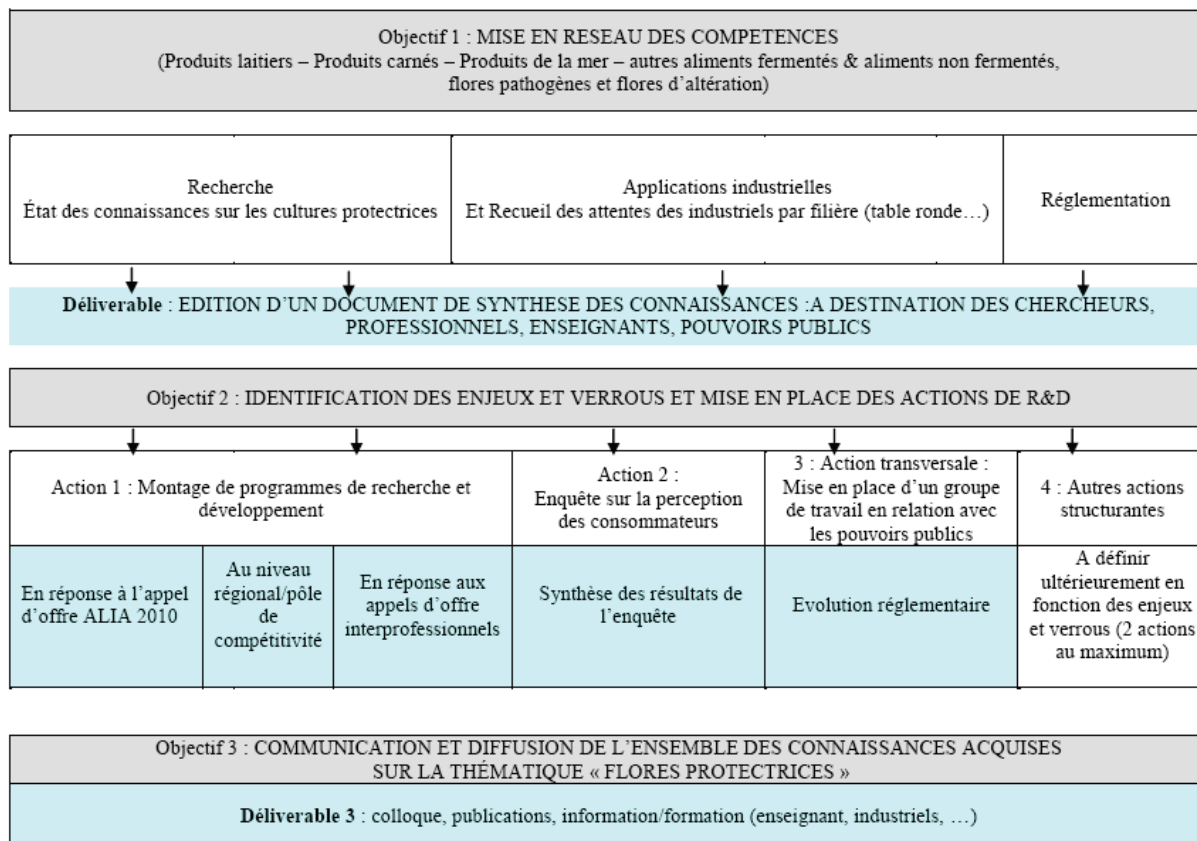 Objectif 1 : MISE EN RESEAU DES COMPETENCES
(Produits laitiers – Produits carnés – Produits de la mer – autres aliments fermentés & aliments non fermentés,
flores pathogènes et flores d'altération)
Recherche
État des connaissances sur les cultures protectrices
Applications industrielles
Et Recueil des attentes des industriels par filière (table ronde…)
Réglementation
Déliverable : EDITION D'UN DOCUMENT DE SYNTHESE DES CONNAISSANCES :A DESTINATION DES CHERCHEURS,
PROFESSIONNELS, ENSEIGNANTS, POUVOIRS PUBLICS
Objectif 2 : IDENTIFICATION DES ENJEUX ET VERROUS ET MISE EN PLACE DES ACTIONS DE R&D
Action 1 : Montage de programmes de recherche et
développement
Action 2 :
Enquête sur la perception
des consommateurs
3 : Action transversale :
Mise en place d'un groupe
de travail en relation avec
les pouvoirs publics
4 : Autres actions
structurantes
En réponse à l'appel
d'offre ALIA 2010
Au niveau
régional/pôle
de
compétitivité
En réponse aux
appels d'offre
interprofessionnels
Synthèse des résultats de
l'enquête
Evolution réglementaire
A définir
ultérieurement en
fonction des enjeux
et verrous (2 actions
au maximum)
Objectif 3 : COMMUNICATION ET DIFFUSION DE L'ENSEMBLE DES CONNAISSANCES ACQUISES
SUR LA THÉMATIQUE « FLORES PROTECTRICES »
Déliverable 3 : colloque, publications, information/formation (enseignant, industriels, …)